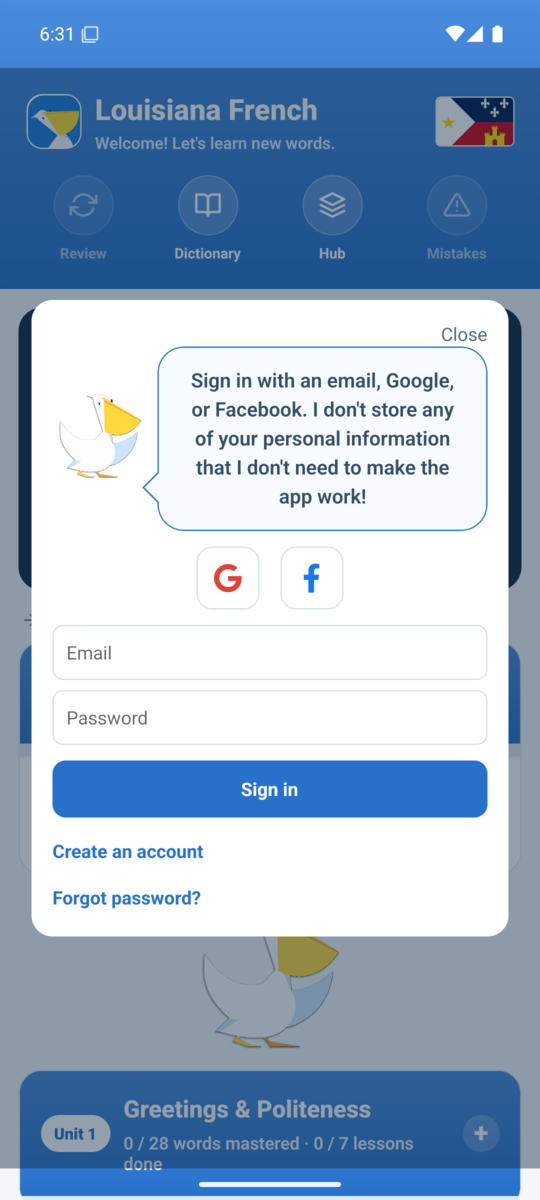 6:31
Louisiana French
Welcome! Let's learn new words.
Review
Dictionary
Hub
Mistakes
Close
Sign in with an email, Google,
or Facebook. I don't store any
of your personal information
that I don't need to make the
app work!
Email
Password
Sign in
Create an account
Forgot password?
Unit 1
Greetings & Politeness
0 / 28 words mastered · 0 / 7 lessons
done